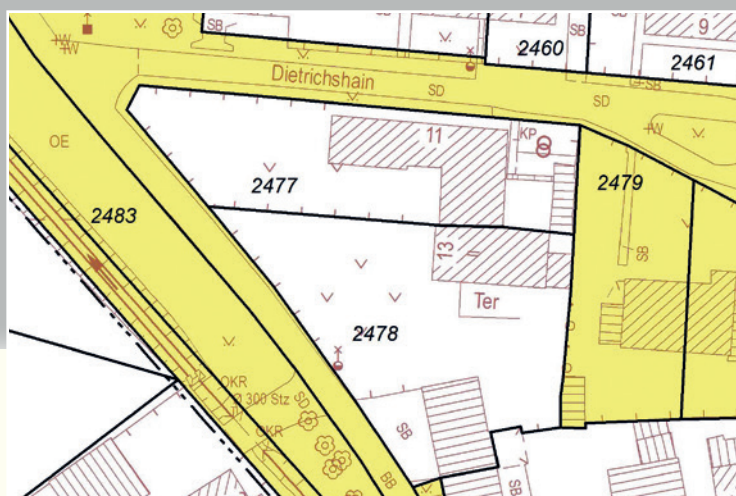 SB
SB
9
2460
2461
W
W
Dietrichshain
SD
SD
SB
W
OE
11
KP
2477
2479
2483
13
SB
Ter
2478
OKR
Ø 300 Stz
SD
OKR
SB
BB
SB